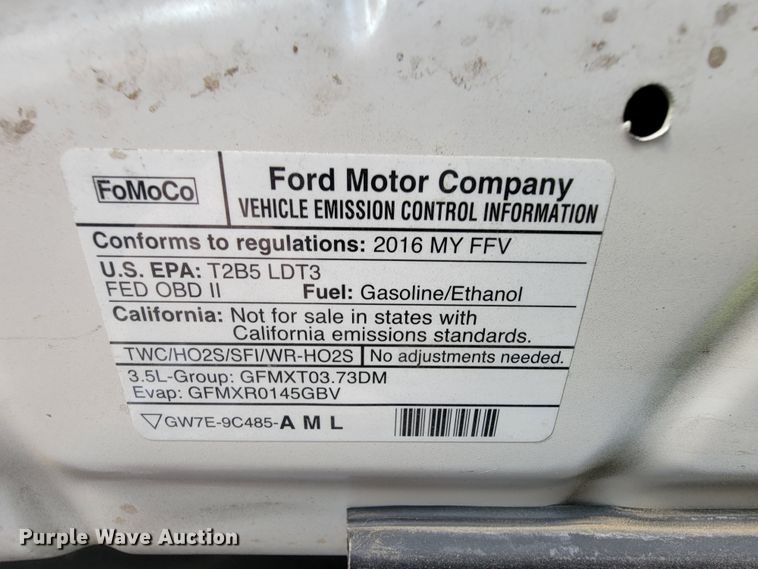 FoMoCo
Ford Motor Company
VEHICLE EMISSION CONTROL INFORMATION
Conforms to regulations: 2016 MY FFV
U.S. EPA: T2B5 LDT3
FED OBD II Fuel: Gasoline/Ethanol
California: Not for sale in states with
California emissions standards.
TWC/HO2S/SFI/WR-HO2S No adjustments needed.
3.5L-Group: GFMXT03.73DM
Evap: GFMXR0145GBV
GW7E-9C485-A M L
Purple Wave Auction